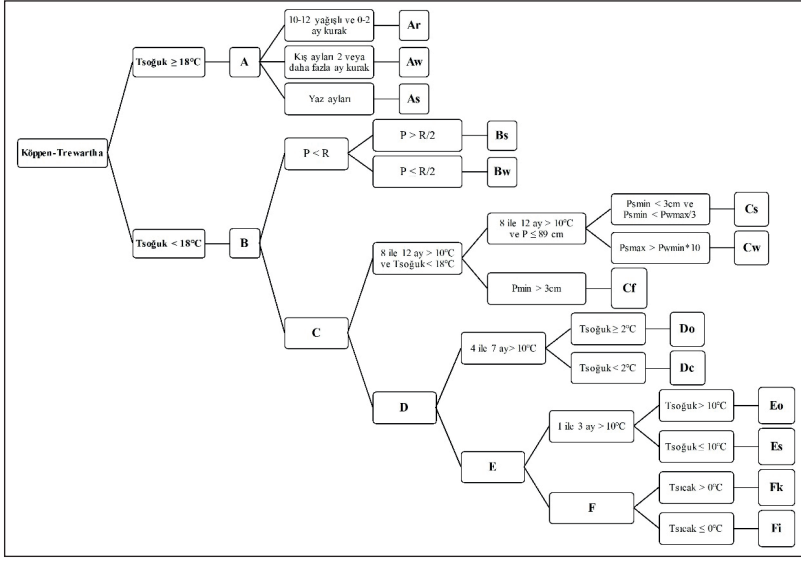 10-12 yağışlı ve 0-2
ay kurak
Ar
Tsoğuk ≥ 18°C
A
Kış ayları 2 veya
daha fazla ay kurak
Aw
Yaz ayları
As
Köppen-Trewartha
P < R
P > R/2
Bs
P < R/2
Bw
Tsoğuk < 18°C
B
8 ile 12 ay > 10°C
ve Tsoğuk < 18°C
8 ile 12 ay > 10°C
ve P ≤ 89 cm
Psmin < 3cm ve
Psmin < Pwmax/3
Cs
Psmax > Pwmin*10
Cw
Pmin > 3cm
Cf
C
4 ile 7 ay > 10°C
Tsoğuk ≥ 2°C
Do
Tsoğuk < 2°C
Dc
D
1 ile 3 ay > 10°C
Tsoğuk > 10°C
Eo
Tsoğuk ≤ 10°C
Es
E
F
Tsıcak > 0°C
Fk
Tsıcak ≤ 0°C
Fi